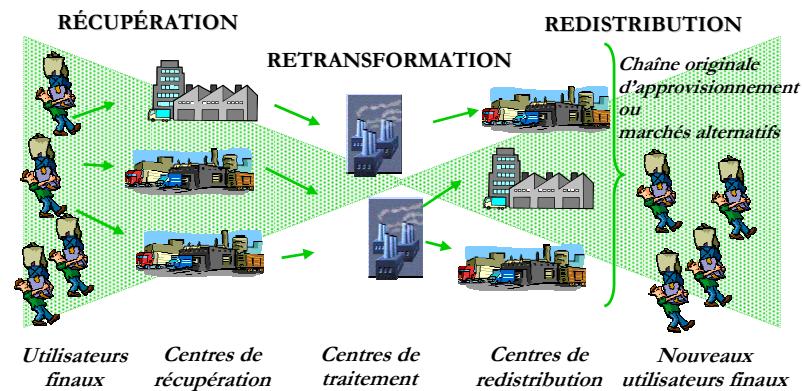 RÉCUPÉRATION
RETRANSFORMATION
REDISTRIBUTION
Chaîne originale
d'approvisionnement
ou
marchés alternatifs
Utilisateurs
finaux
Centres de
récupération
Centres de
traitement
Centres de
redistribution
Nouveaux
utilisateurs finaux